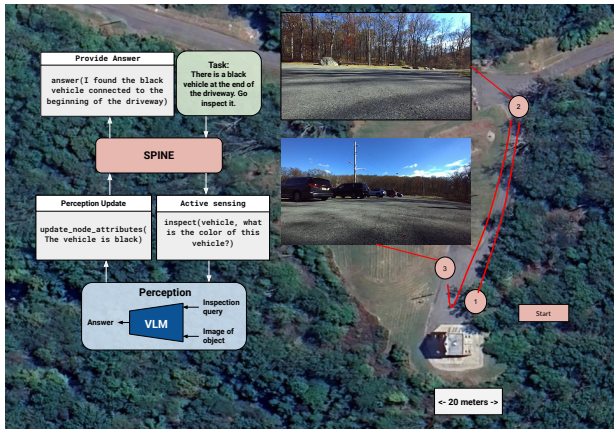 Provide Answer
answer(I found the black
vehicle connected to the
beginning of the driveway)
Task:
There is a black
vehicle at the end of
the driveway. Go
inspect it.
SPINE
Perception Update
update_node_attributes(
The vehicle is black)
Active sensing
inspect(vehicle, what
is the color of this
vehicle?)
Perception
VLM
Answer
Inspection
query
Image of
object
2
3
1
Start
<- 20 meters ->